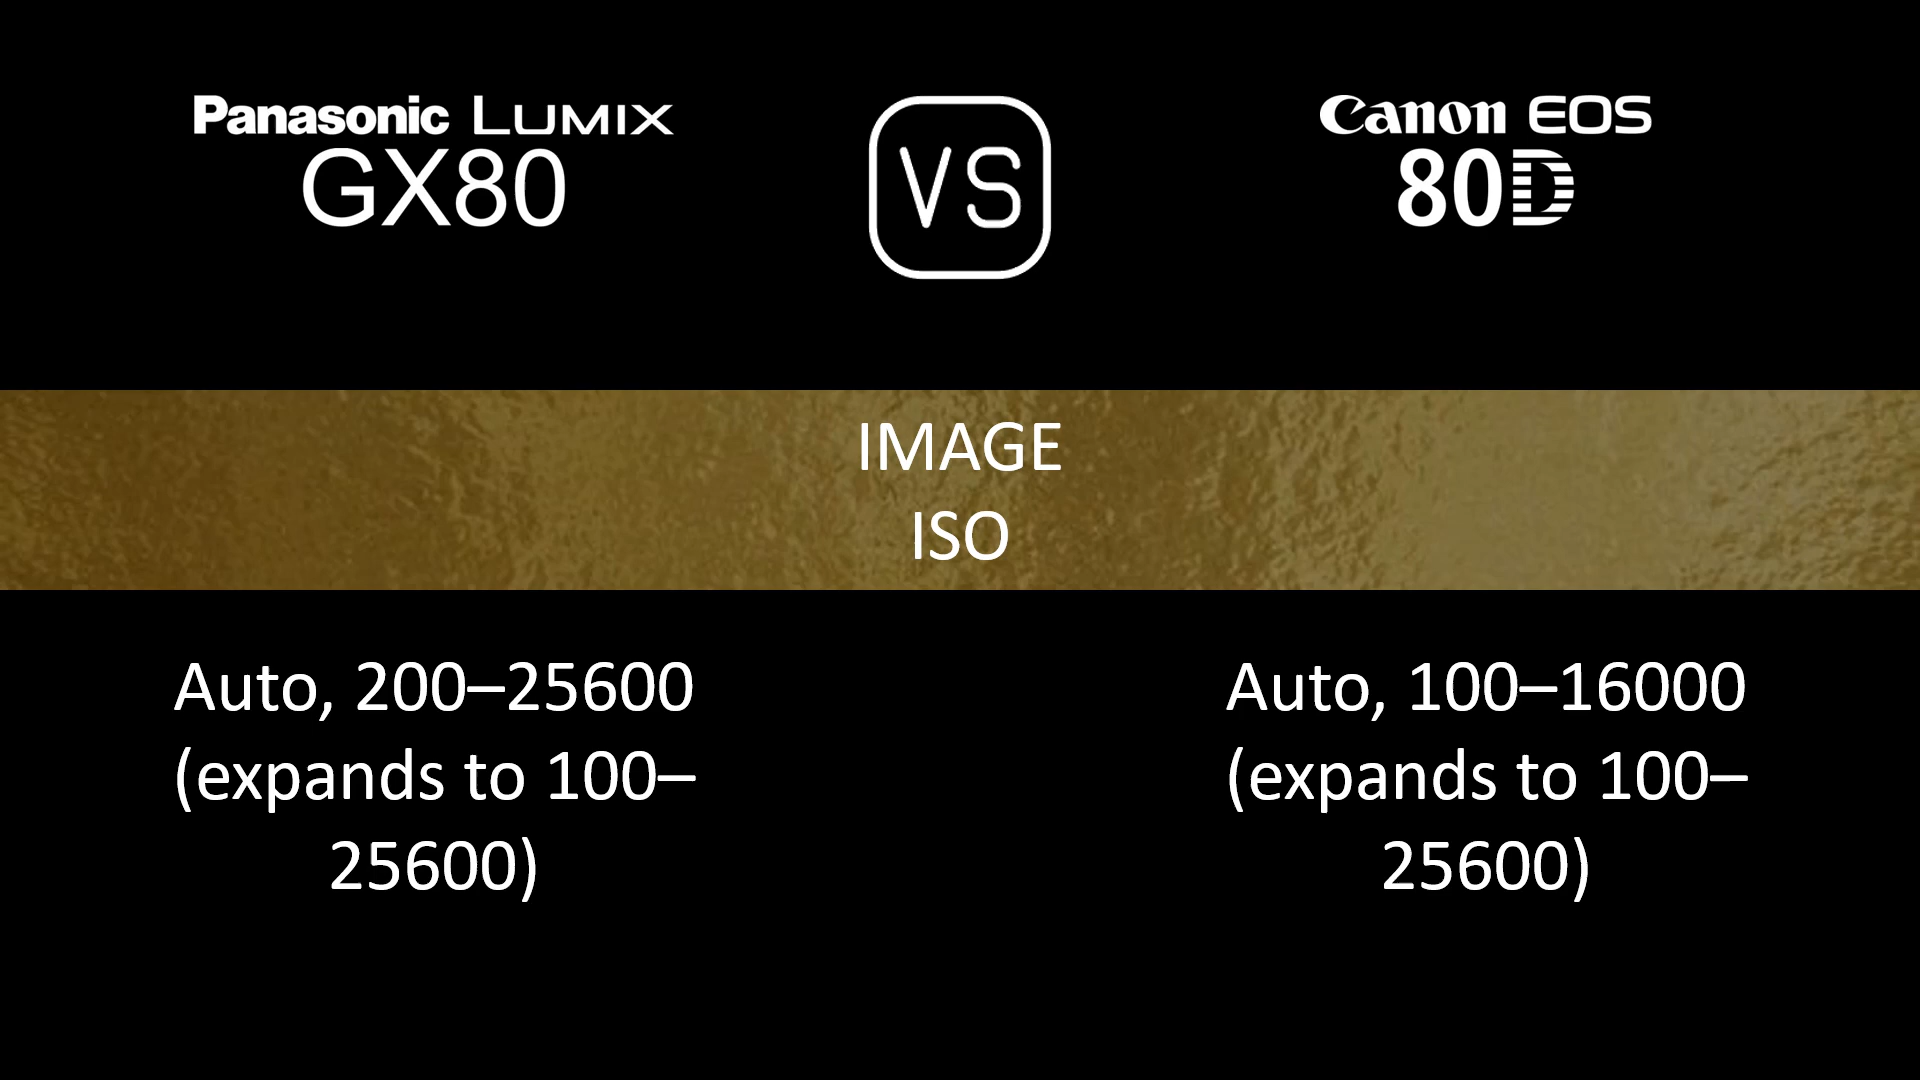 Panasonic LUMIX
GX80
VS
Canon EOS
80D
IMAGE
ISO
Auto, 200–25600
(expands to 100–
25600)
Auto, 100–16000
(expands to 100–
25600)